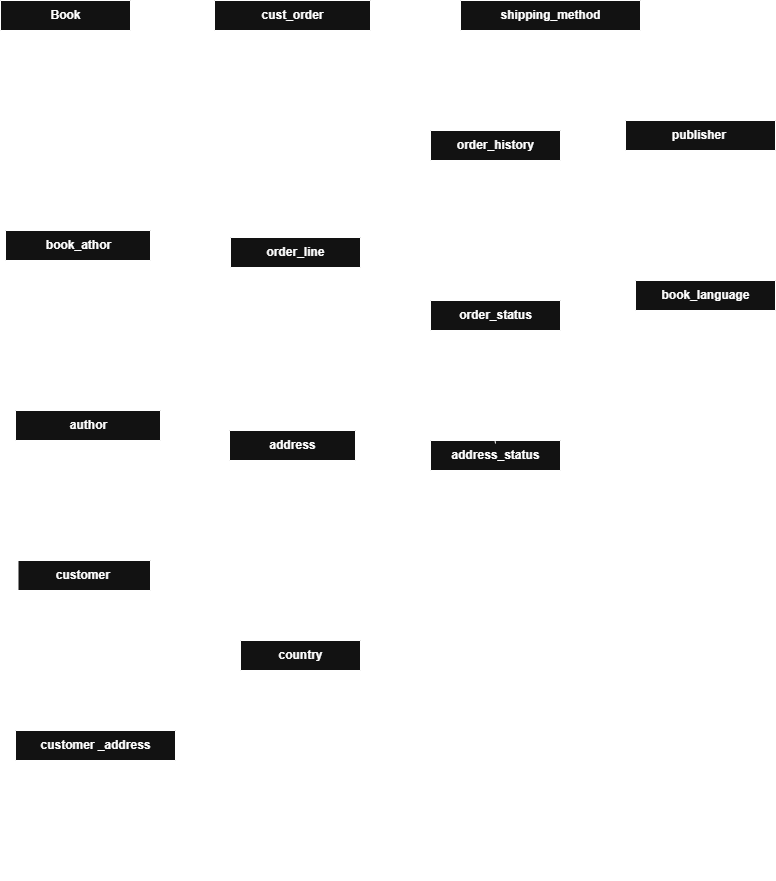 Book
cust_order
shipping_method
order_history
publisher
book_athor
order_line
order_status
book_language
author
address
address_status
customer
country
customer _address